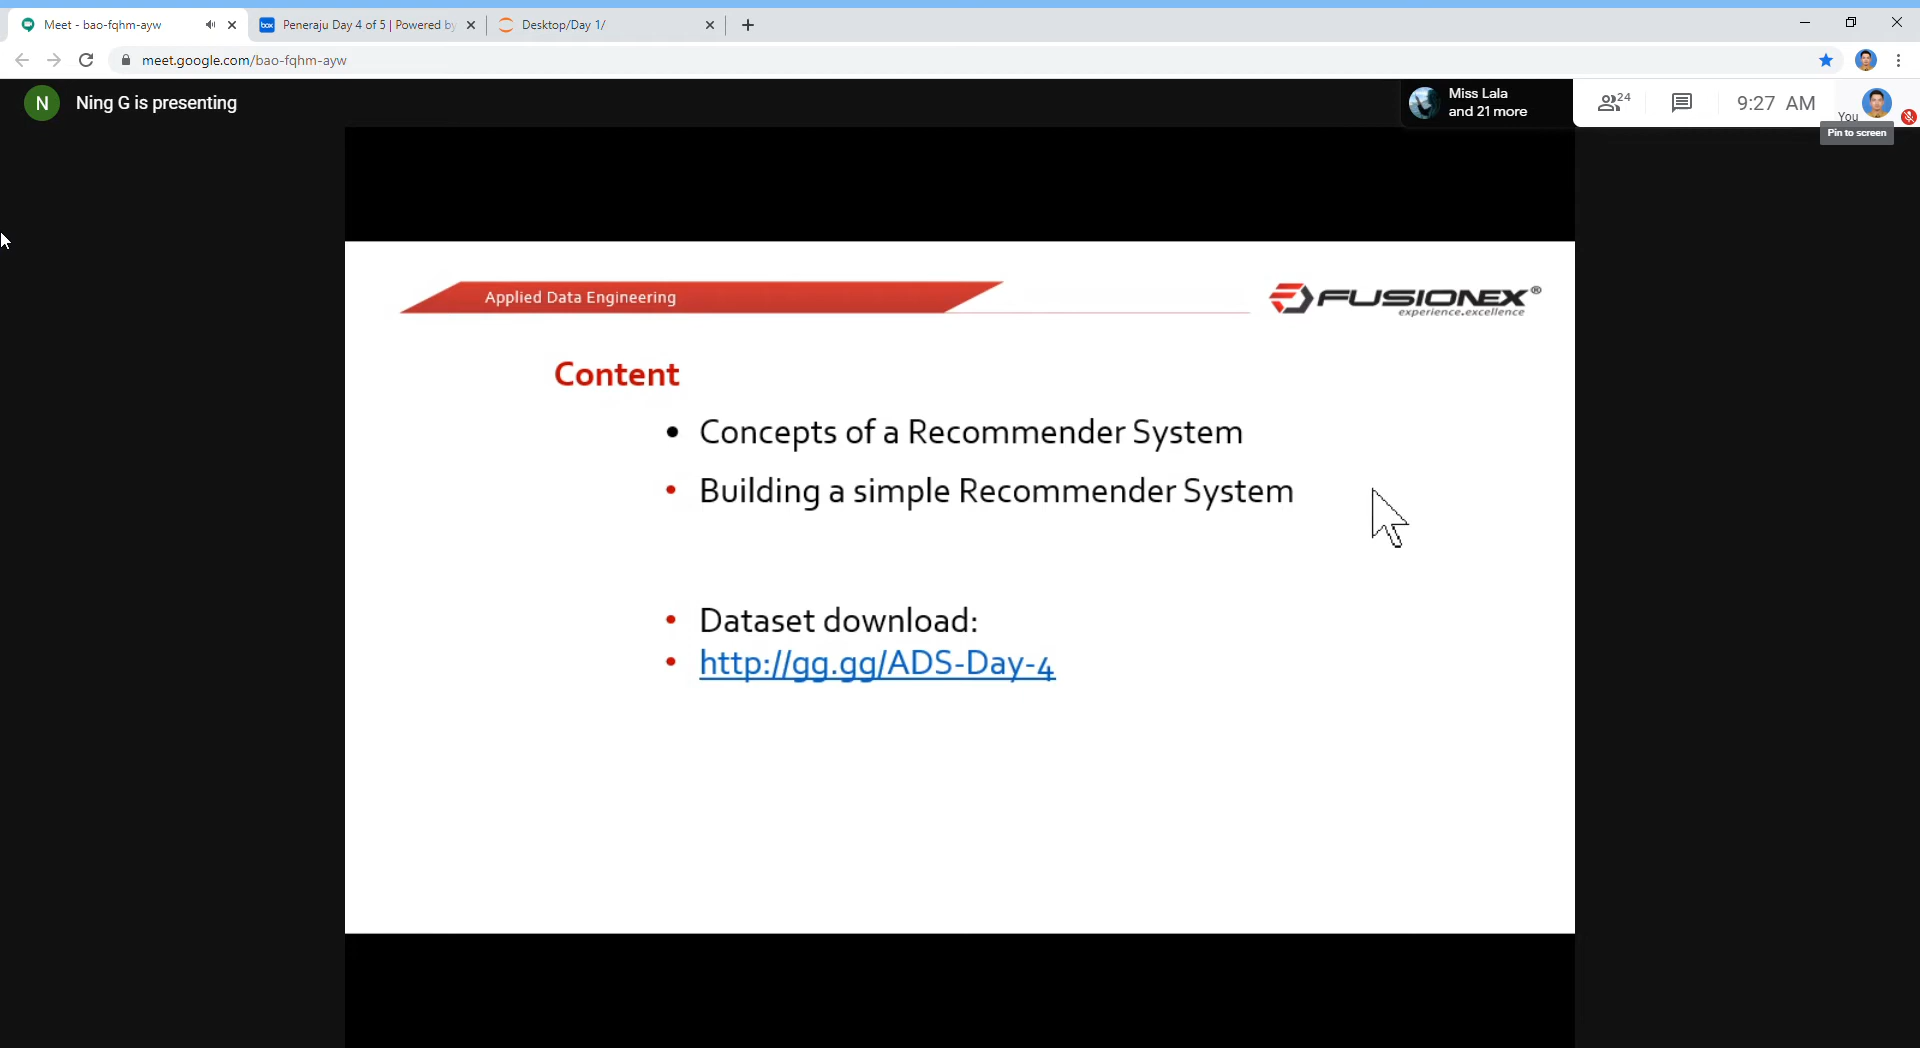 Meet - bao-fqhm-ayw
box
Peneraju Day 4 of 5 | Powered by
Desktop/Day 1/
meet.google.com/bao-fqhm-ayw
N
Ning G is presenting
Miss Lala
and 21 more
24
9:27 AM
You
Pin to screen
Applied Data Engineering
FUSIONEX®
experience.excellence
Content
• Concepts of a Recommender System
• Building a simple Recommender System
• Dataset download:
• http://gg.gg/ADS-Day-4